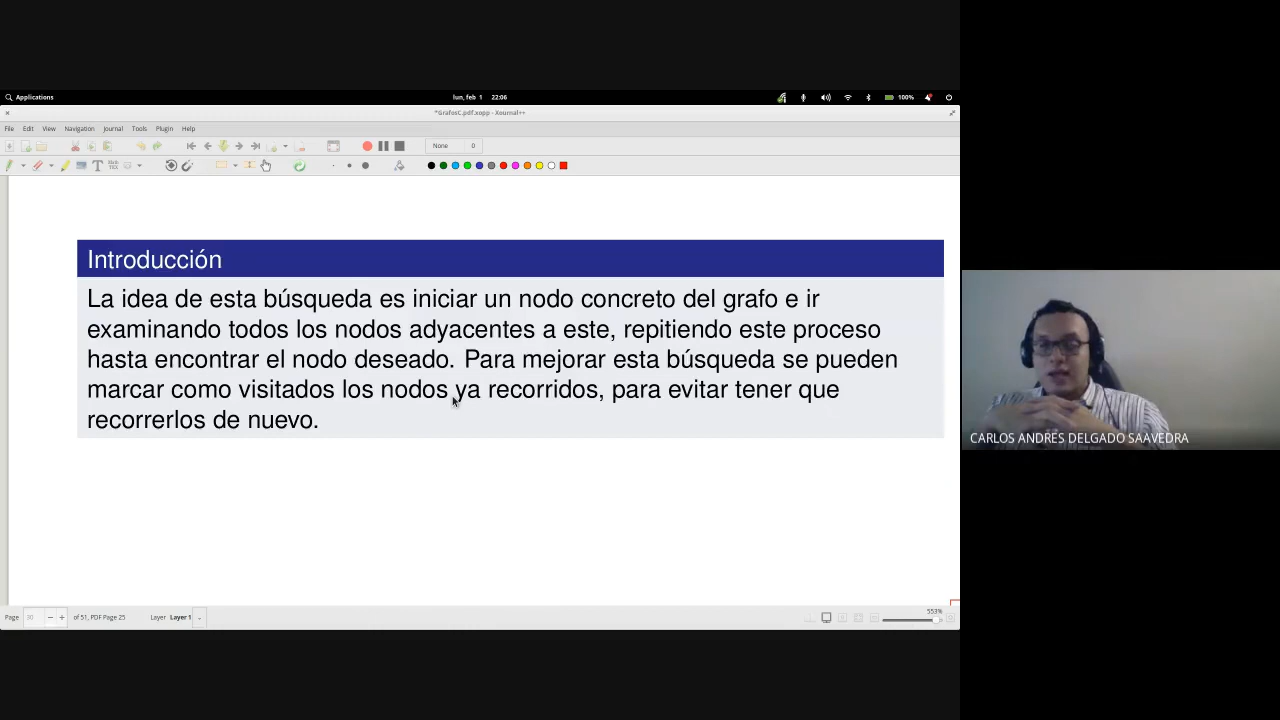 Applications
lun, feb 1 22:06
100%
*GrafosC.pdf.xopp - Xournal++
File Edit View Navigation Journal Tools Plugin Help
None 0
Introducción
La idea de esta búsqueda es iniciar un nodo concreto del grafo e ir
examinando todos los nodos adyacentes a este, repitiendo este proceso
hasta encontrar el nodo deseado. Para mejorar esta búsqueda se pueden
marcar como visitados los nodos ya recorridos, para evitar tener que
recorrerlos de nuevo.
CARLOS ANDRES DELGADO SAAVEDRA
Page 30 of 51, PDF Page 25 Layer Layer 1
553%